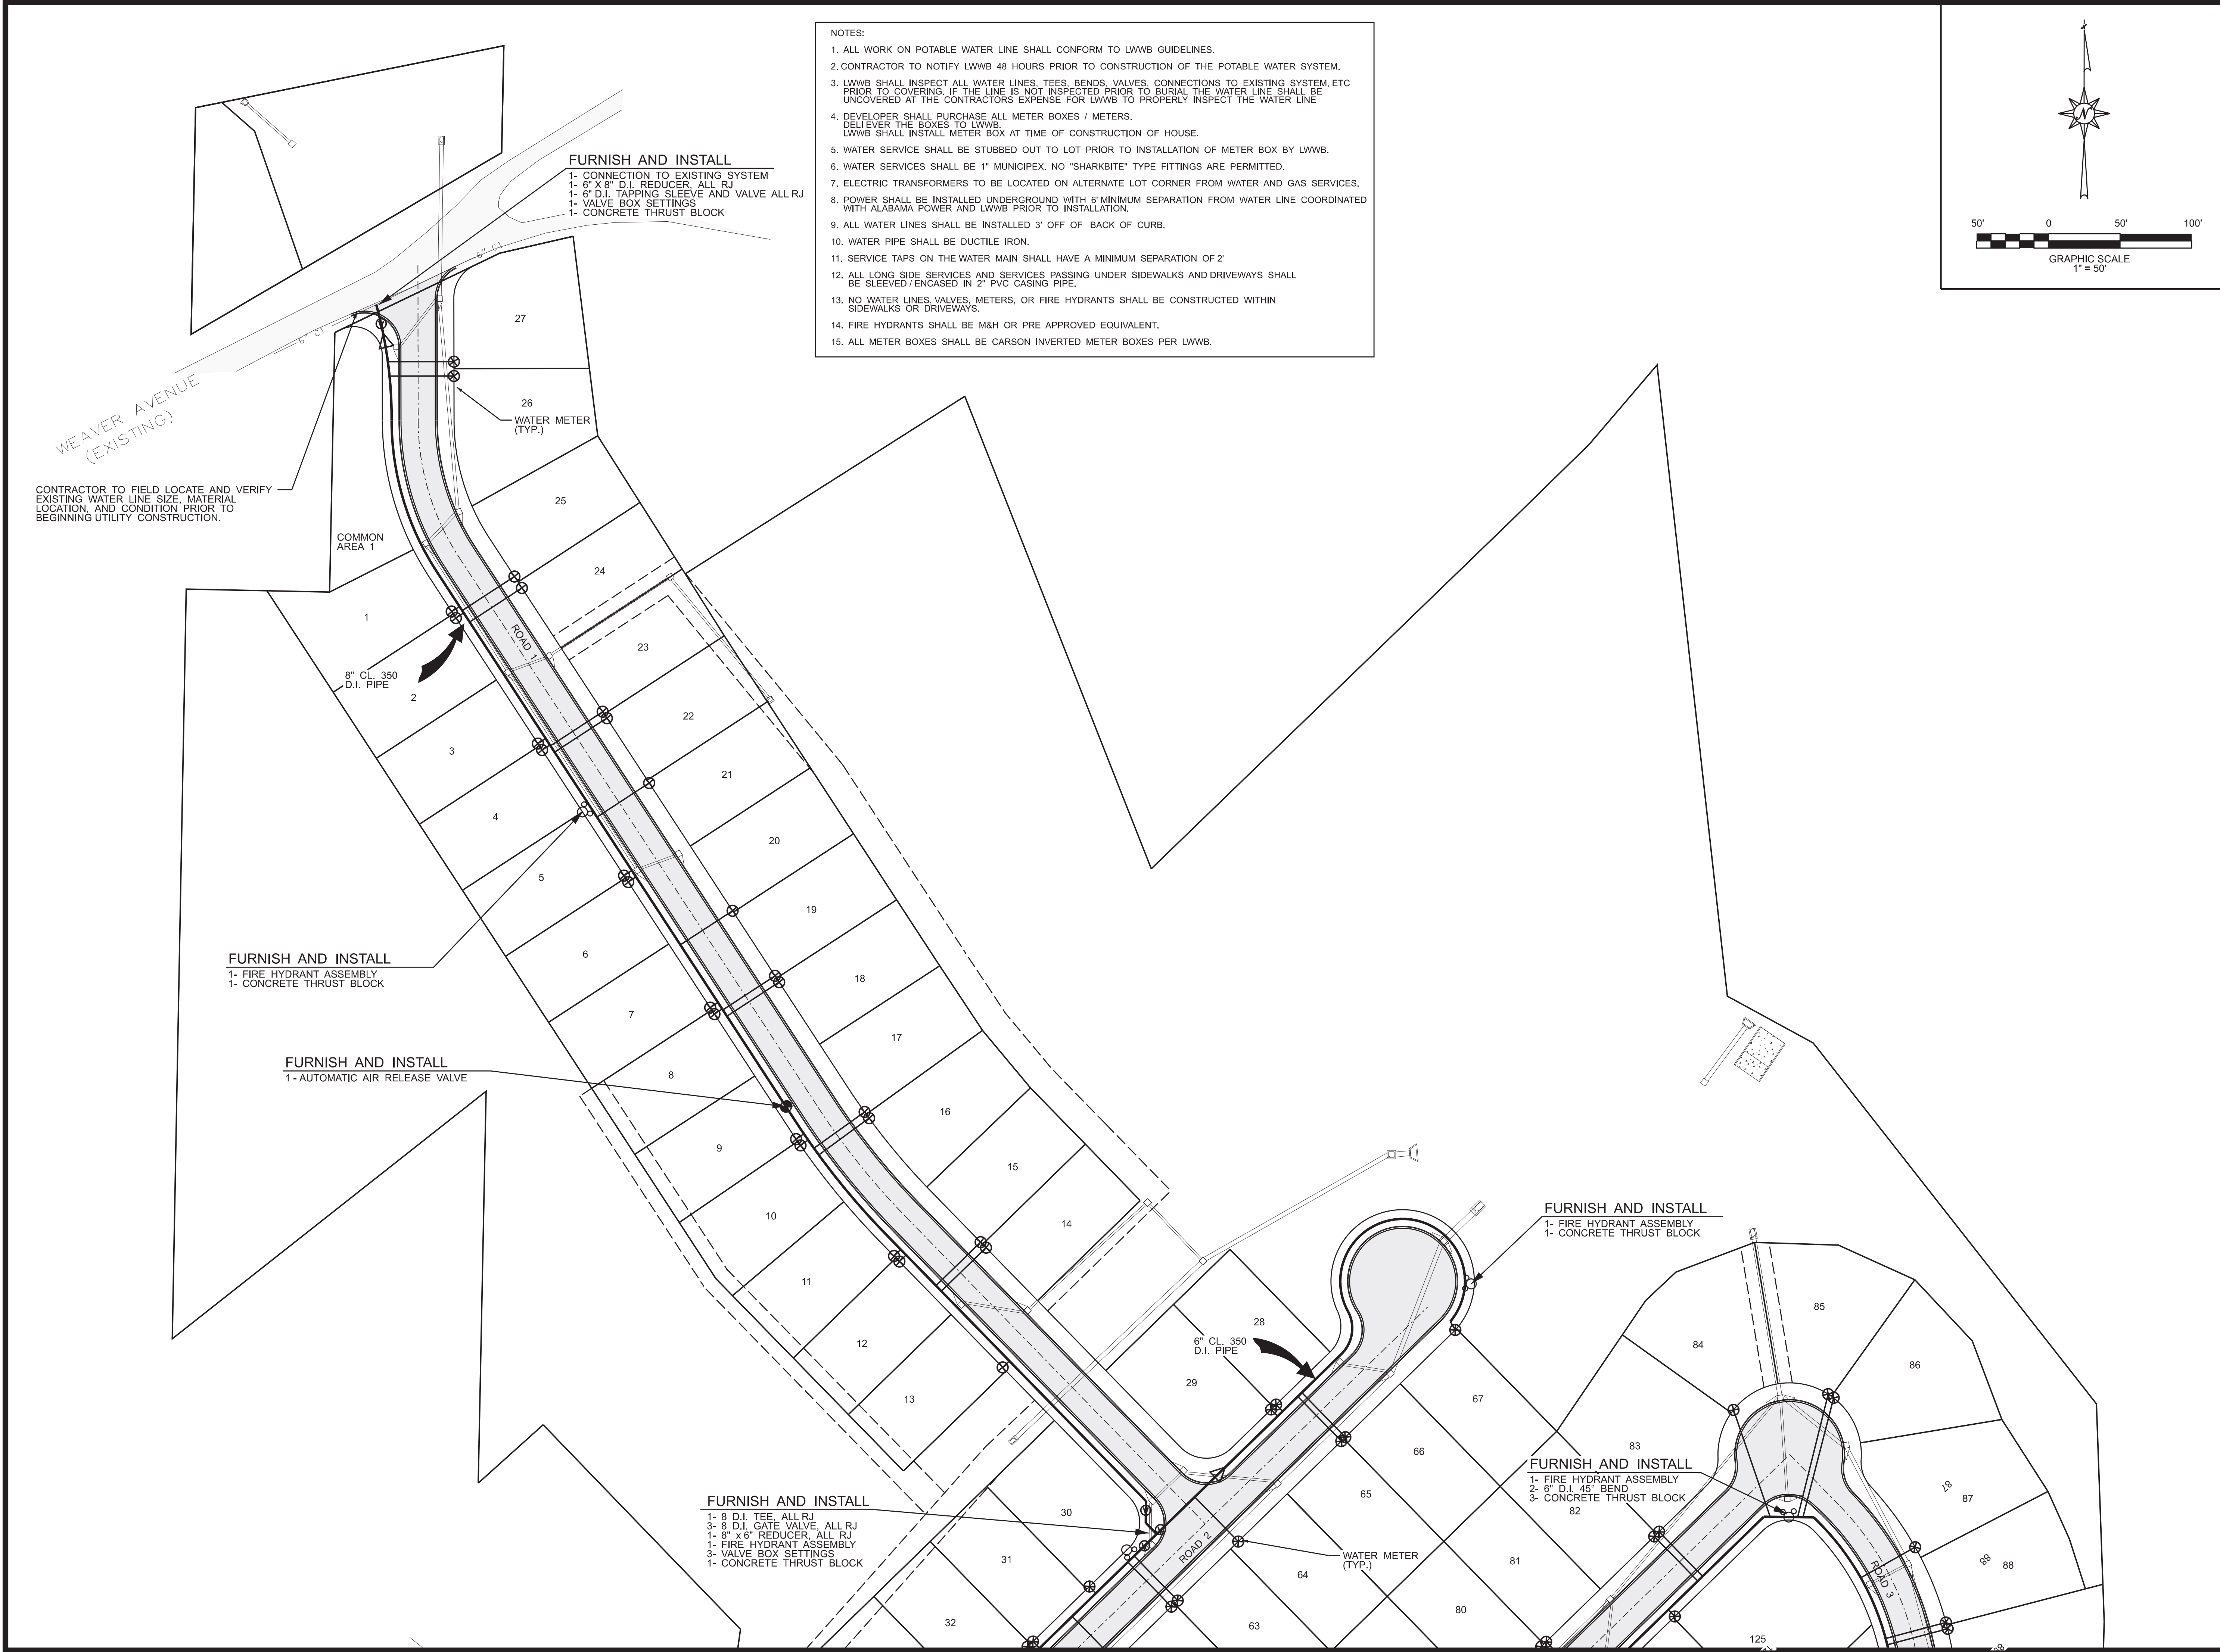 NOTES:
1. ALL WORK ON POTABLE WATER LINE SHALL CONFORM TO LWWB GUIDELINES.
2. CONTRACTOR TO NOTIFY LWWB 48 HOURS PRIOR TO CONSTRUCTION OF THE POTABLE WATER SYSTEM.
3. LWWB SHALL INSPECT ALL WATER LINES, TEES, BENDS, VALVES, CONNECTIONS TO EXISTING SYSTEM, ETC
PRIOR TO COVERING. IF THE LINE IS NOT INSPECTED PRIOR TO BURIAL THE WATER LINE SHALL BE
UNCOVERED AT THE CONTRACTORS EXPENSE FOR LWWB TO PROPERLY INSPECT THE WATER LINE
4. DEVELOPER SHALL PURCHASE ALL METER BOXES / METERS.
DELI EVER THE BOXES TO LWWB.
LWWB SHALL INSTALL METER BOX AT TIME OF CONSTRUCTION OF HOUSE.
5. WATER SERVICE SHALL BE STUBBED OUT TO LOT PRIOR TO INSTALLATION OF METER BOX BY LWWB.
6. WATER SERVICES SHALL BE 1" MUNICIPEX. NO "SHARKBITE" TYPE FITTINGS ARE PERMITTED.
7. ELECTRIC TRANSFORMERS TO BE LOCATED ON ALTERNATE LOT CORNER FROM WATER AND GAS SERVICES.
8. POWER SHALL BE INSTALLED UNDERGROUND WITH 6' MINIMUM SEPARATION FROM WATER LINE COORDINATED
WITH ALABAMA POWER AND LWWB PRIOR TO INSTALLATION.
9. ALL WATER LINES SHALL BE INSTALLED 3' OFF OF BACK OF CURB.
10. WATER PIPE SHALL BE DUCTILE IRON.
11. SERVICE TAPS ON THE WATER MAIN SHALL HAVE A MINIMUM SEPARATION OF 2'
12. ALL LONG SIDE SERVICES AND SERVICES PASSING UNDER SIDEWALKS AND DRIVEWAYS SHALL
BE SLEEVED / ENCASED IN 2" PVC CASING PIPE.
13. NO WATER LINES, VALVES, METERS, OR FIRE HYDRANTS SHALL BE CONSTRUCTED WITHIN
SIDEWALKS OR DRIVEWAYS.
14. FIRE HYDRANTS SHALL BE M&H OR PRE APPROVED EQUIVALENT.
15. ALL METER BOXES SHALL BE CARSON INVERTED METER BOXES PER LWWB.
N
50' 0 50' 100'
GRAPHIC SCALE
1" = 50'
FURNISH AND INSTALL
1- CONNECTION TO EXISTING SYSTEM
1- 6" X 8" D.I. REDUCER, ALL RJ
1- 6" D.I. TAPPING SLEEVE AND VALVE ALL RJ
1- VALVE BOX SETTINGS
1- CONCRETE THRUST BLOCK
6" CI
6" CI
WEAVER AVENUE
(EXISTING)
27
26
WATER METER
(TYP.)
CONTRACTOR TO FIELD LOCATE AND VERIFY
EXISTING WATER LINE SIZE, MATERIAL
LOCATION, AND CONDITION PRIOR TO
BEGINNING UTILITY CONSTRUCTION.
COMMON
AREA 1
25
24
1
ROAD 1
23
8" CL. 350
D.I. PIPE
2
22
3
21
4
20
5
19
FURNISH AND INSTALL
1- FIRE HYDRANT ASSEMBLY
1- CONCRETE THRUST BLOCK
6
18
7
17
FURNISH AND INSTALL
1 - AUTOMATIC AIR RELEASE VALVE
8
16
9
15
10
14
11
12
13
FURNISH AND INSTALL
1- FIRE HYDRANT ASSEMBLY
1- CONCRETE THRUST BLOCK
28
6" CL. 350
D.I. PIPE
29
67
66
65
84
85
86
83
87
87
88
88
FURNISH AND INSTALL
1- FIRE HYDRANT ASSEMBLY
2- 6" D.I. 45° BEND
3- CONCRETE THRUST BLOCK
82
FURNISH AND INSTALL
1- 8 D.I. TEE, ALL RJ
3- 8 D.I. GATE VALVE, ALL RJ
1- 8" x 6" REDUCER, ALL RJ
1- FIRE HYDRANT ASSEMBLY
3- VALVE BOX SETTINGS
1- CONCRETE THRUST BLOCK
30
31
32
ROAD 2
WATER METER
(TYP.)
64
63
81
80
ROAD 3
125